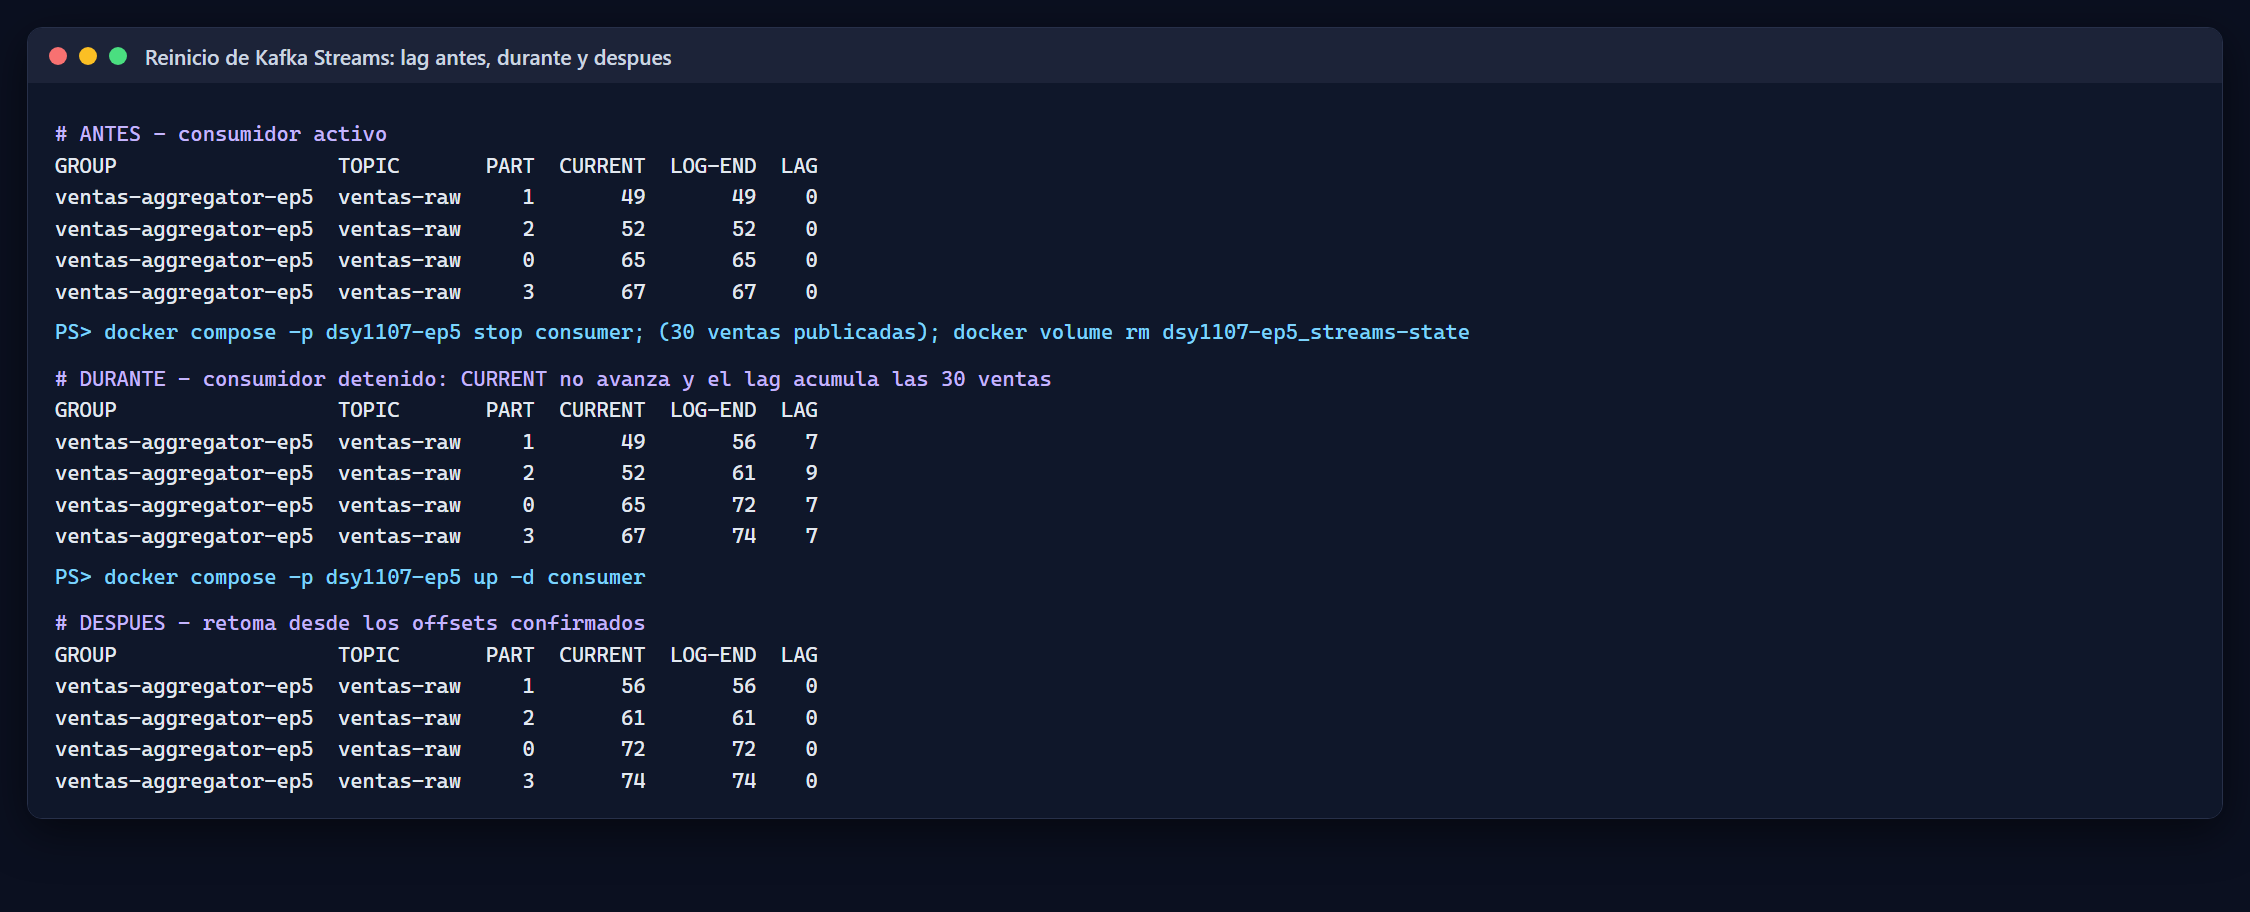 Reinicio de Kafka Streams: lag antes, durante y despues
# ANTES - consumidor activo
GROUP                  TOPIC       PART  CURRENT  LOG-END  LAG
ventas-aggregator-ep5  ventas-raw     1       49       49    0
ventas-aggregator-ep5  ventas-raw     2       52       52    0
ventas-aggregator-ep5  ventas-raw     0       65       65    0
ventas-aggregator-ep5  ventas-raw     3       67       67    0
PS> docker compose -p dsy1107-ep5 stop consumer; (30 ventas publicadas); docker volume rm dsy1107-ep5_streams-state
# DURANTE - consumidor detenido: CURRENT no avanza y el lag acumula las 30 ventas
GROUP                  TOPIC       PART  CURRENT  LOG-END  LAG
ventas-aggregator-ep5  ventas-raw     1       49       56    7
ventas-aggregator-ep5  ventas-raw     2       52       61    9
ventas-aggregator-ep5  ventas-raw     0       65       72    7
ventas-aggregator-ep5  ventas-raw     3       67       74    7
PS> docker compose -p dsy1107-ep5 up -d consumer
# DESPUES - retoma desde los offsets confirmados
GROUP                  TOPIC       PART  CURRENT  LOG-END  LAG
ventas-aggregator-ep5  ventas-raw     1       56       56    0
ventas-aggregator-ep5  ventas-raw     2       61       61    0
ventas-aggregator-ep5  ventas-raw     0       72       72    0
ventas-aggregator-ep5  ventas-raw     3       74       74    0